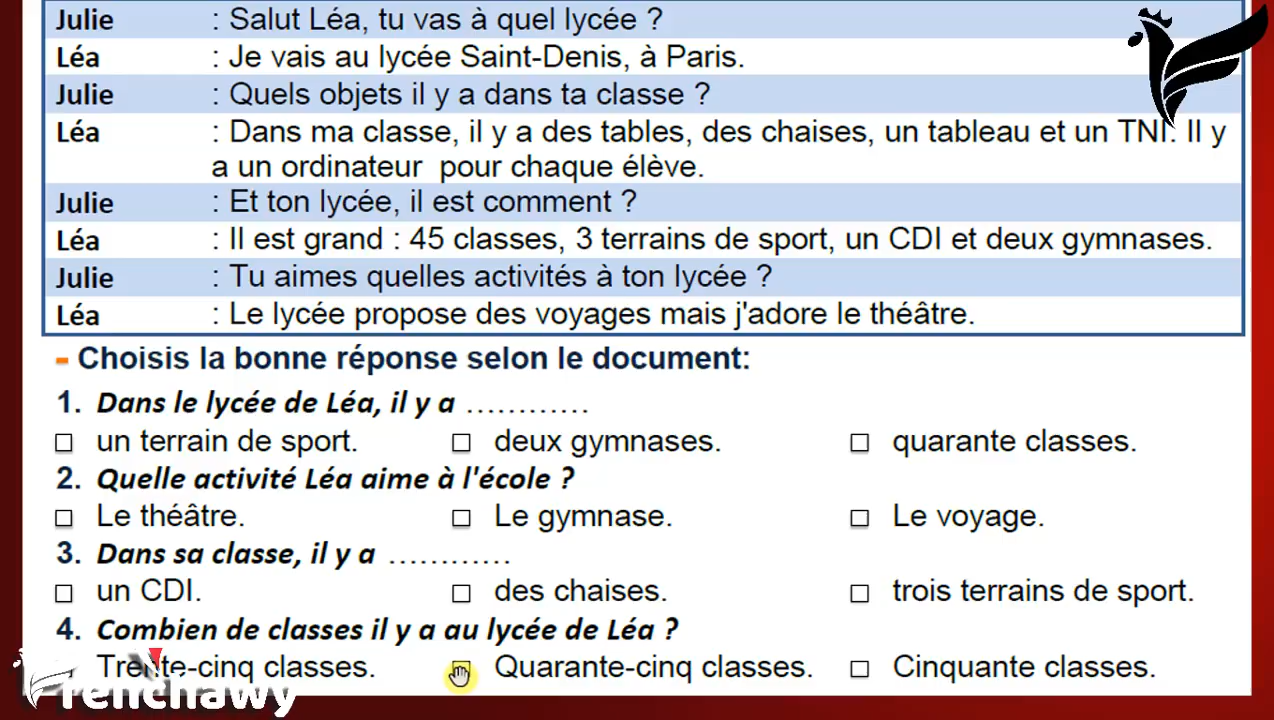 Julie : Salut Léa, tu vas à quel lycée ?
Léa : Je vais au lycée Saint-Denis, à Paris.
Julie : Quels objets il y a dans ta classe ?
Léa : Dans ma classe, il y a des tables, des chaises, un tableau et un TNI. Il y
a un ordinateur pour chaque élève.
Julie : Et ton lycée, il est comment ?
Léa : Il est grand : 45 classes, 3 terrains de sport, un CDI et deux gymnases.
Julie : Tu aimes quelles activités à ton lycée ?
Léa : Le lycée propose des voyages mais j'adore le théâtre.
- Choisis la bonne réponse selon le document:
1. Dans le lycée de Léa, il y a …………
□ un terrain de sport. □ deux gymnases. □ quarante classes.
2. Quelle activité Léa aime à l'école ?
□ Le théâtre. □ Le gymnase. □ Le voyage.
3. Dans sa classe, il y a …………
□ un CDI. □ des chaises. □ trois terrains de sport.
4. Combien de classes il y a au lycée de Léa ?
□ Trente-cinq classes. □ Quarante-cinq classes. □ Cinquante classes.
Frenchawy